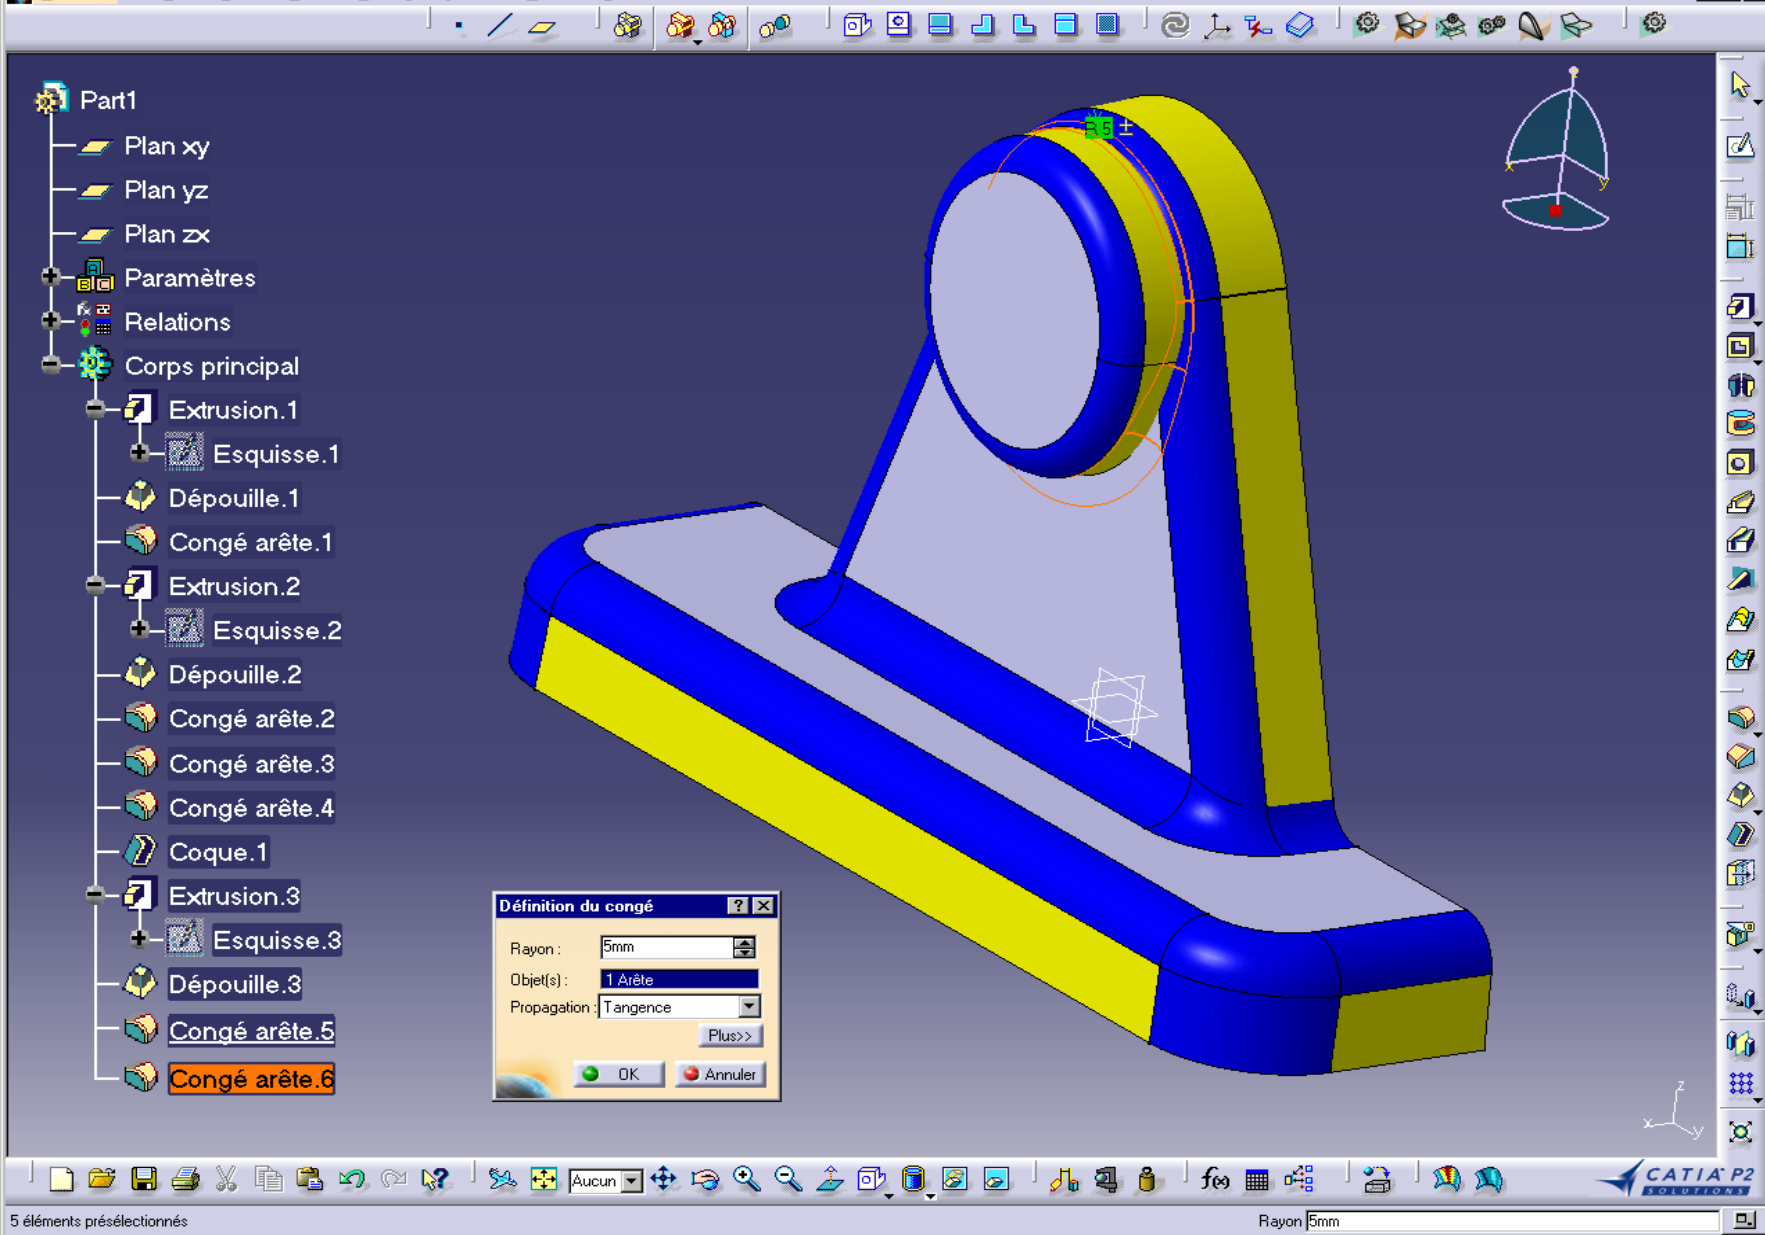 Part1
Plan xy
Plan yz
Plan zx
Paramètres
Relations
Corps principal
Extrusion.1
Esquisse.1
Dépouille.1
Congé arête.1
Extrusion.2
Esquisse.2
Dépouille.2
Congé arête.2
Congé arête.3
Congé arête.4
Coque.1
Extrusion.3
Esquisse.3
Dépouille.3
Congé arête.5
Congé arête.6
R 5
x
y
Définition du congé
Rayon : 5mm
Objet(s) : 1 Arête
Propagation : Tangence
Plus>>
OK Annuler
z
x
y
Aucun
f(x)
CATIA P2
SOLUTIONS
5 éléments présélectionnés
Rayon 5mm